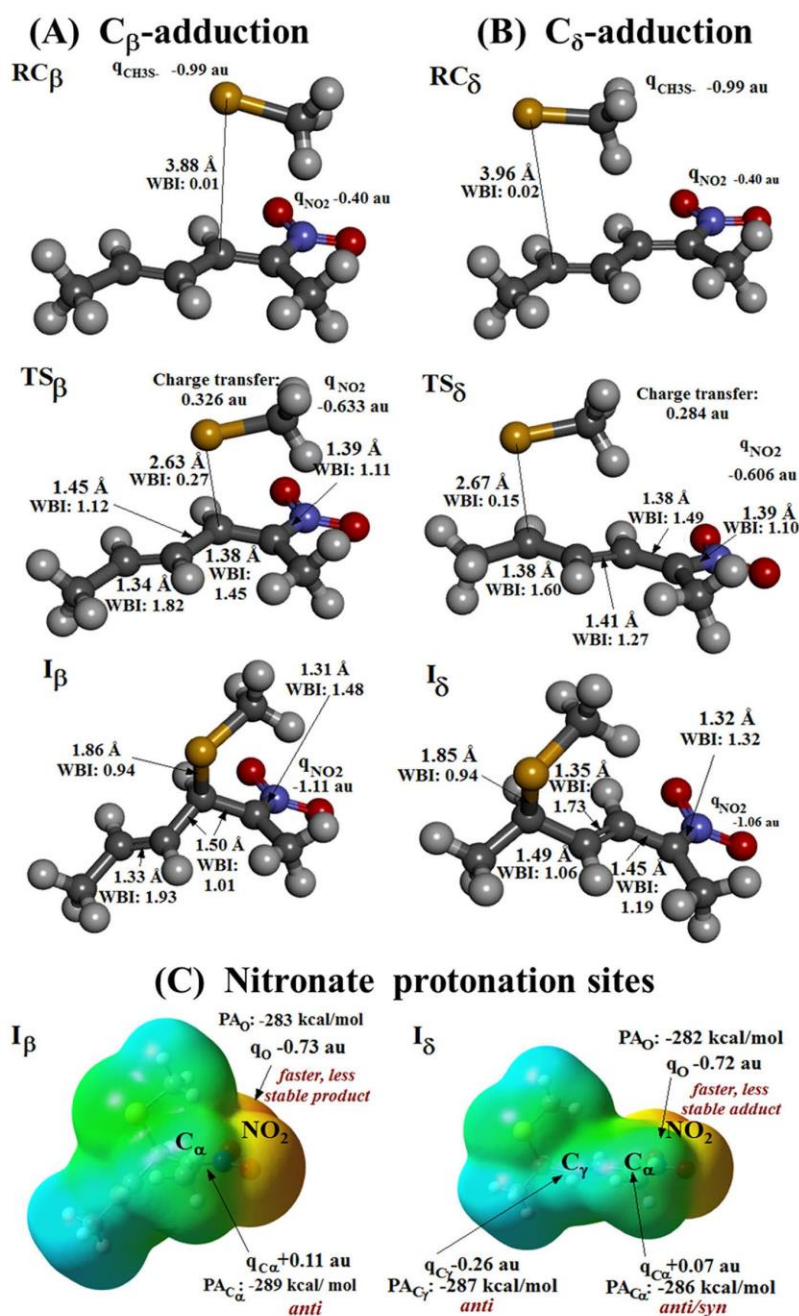 (A) Cβ-adduction
RCβ
qCH3S- -0.99 au
3.88 Å
WBI: 0.01
qNO2 -0.40 au
TSβ
Charge transfer:
0.326 au
qNO2
-0.633 au
2.63 Å
WBI: 0.27
1.39 Å
WBI: 1.11
1.45 Å
WBI: 1.12
1.38 Å
WBI:
1.45
1.34 Å
WBI: 1.82
Iβ
1.31 Å
WBI: 1.48
1.86 Å
WBI: 0.94
qNO2
-1.11 au
1.50 Å
WBI:
1.01
1.33 Å
WBI: 1.93
(B) Cδ-adduction
RCδ
qCH3S- -0.99 au
3.96 Å
WBI: 0.02
qNO2 -0.40 au
TSδ
Charge transfer:
0.284 au
qNO2
-0.606 au
2.67 Å
WBI: 0.15
1.38 Å
WBI: 1.49
1.39 Å
WBI: 1.10
1.38 Å
WBI: 1.60
1.41 Å
WBI: 1.27
Iδ
1.32 Å
WBI: 1.32
1.85 Å
WBI: 0.94
1.35 Å
WBI:
1.73
qNO2
-1.06 au
1.49 Å
WBI: 1.06
1.45 Å
WBI:
1.19
(C) Nitronate protonation sites
Iβ
PAO: -283 kcal/mol
qO -0.73 au
faster, less
stable product
NO2
Cα
qCα+0.11 au
PACα: -289 kcal/ mol
anti
Iδ
PAO: -282 kcal/mol
qO -0.72 au
faster, less
stable adduct
NO2
Cγ
Cα
qCγ-0.26 au
PACγ: -287 kcal/mol
anti
qCα+0.07 au
PACα: -286 kcal/mol
anti/syn